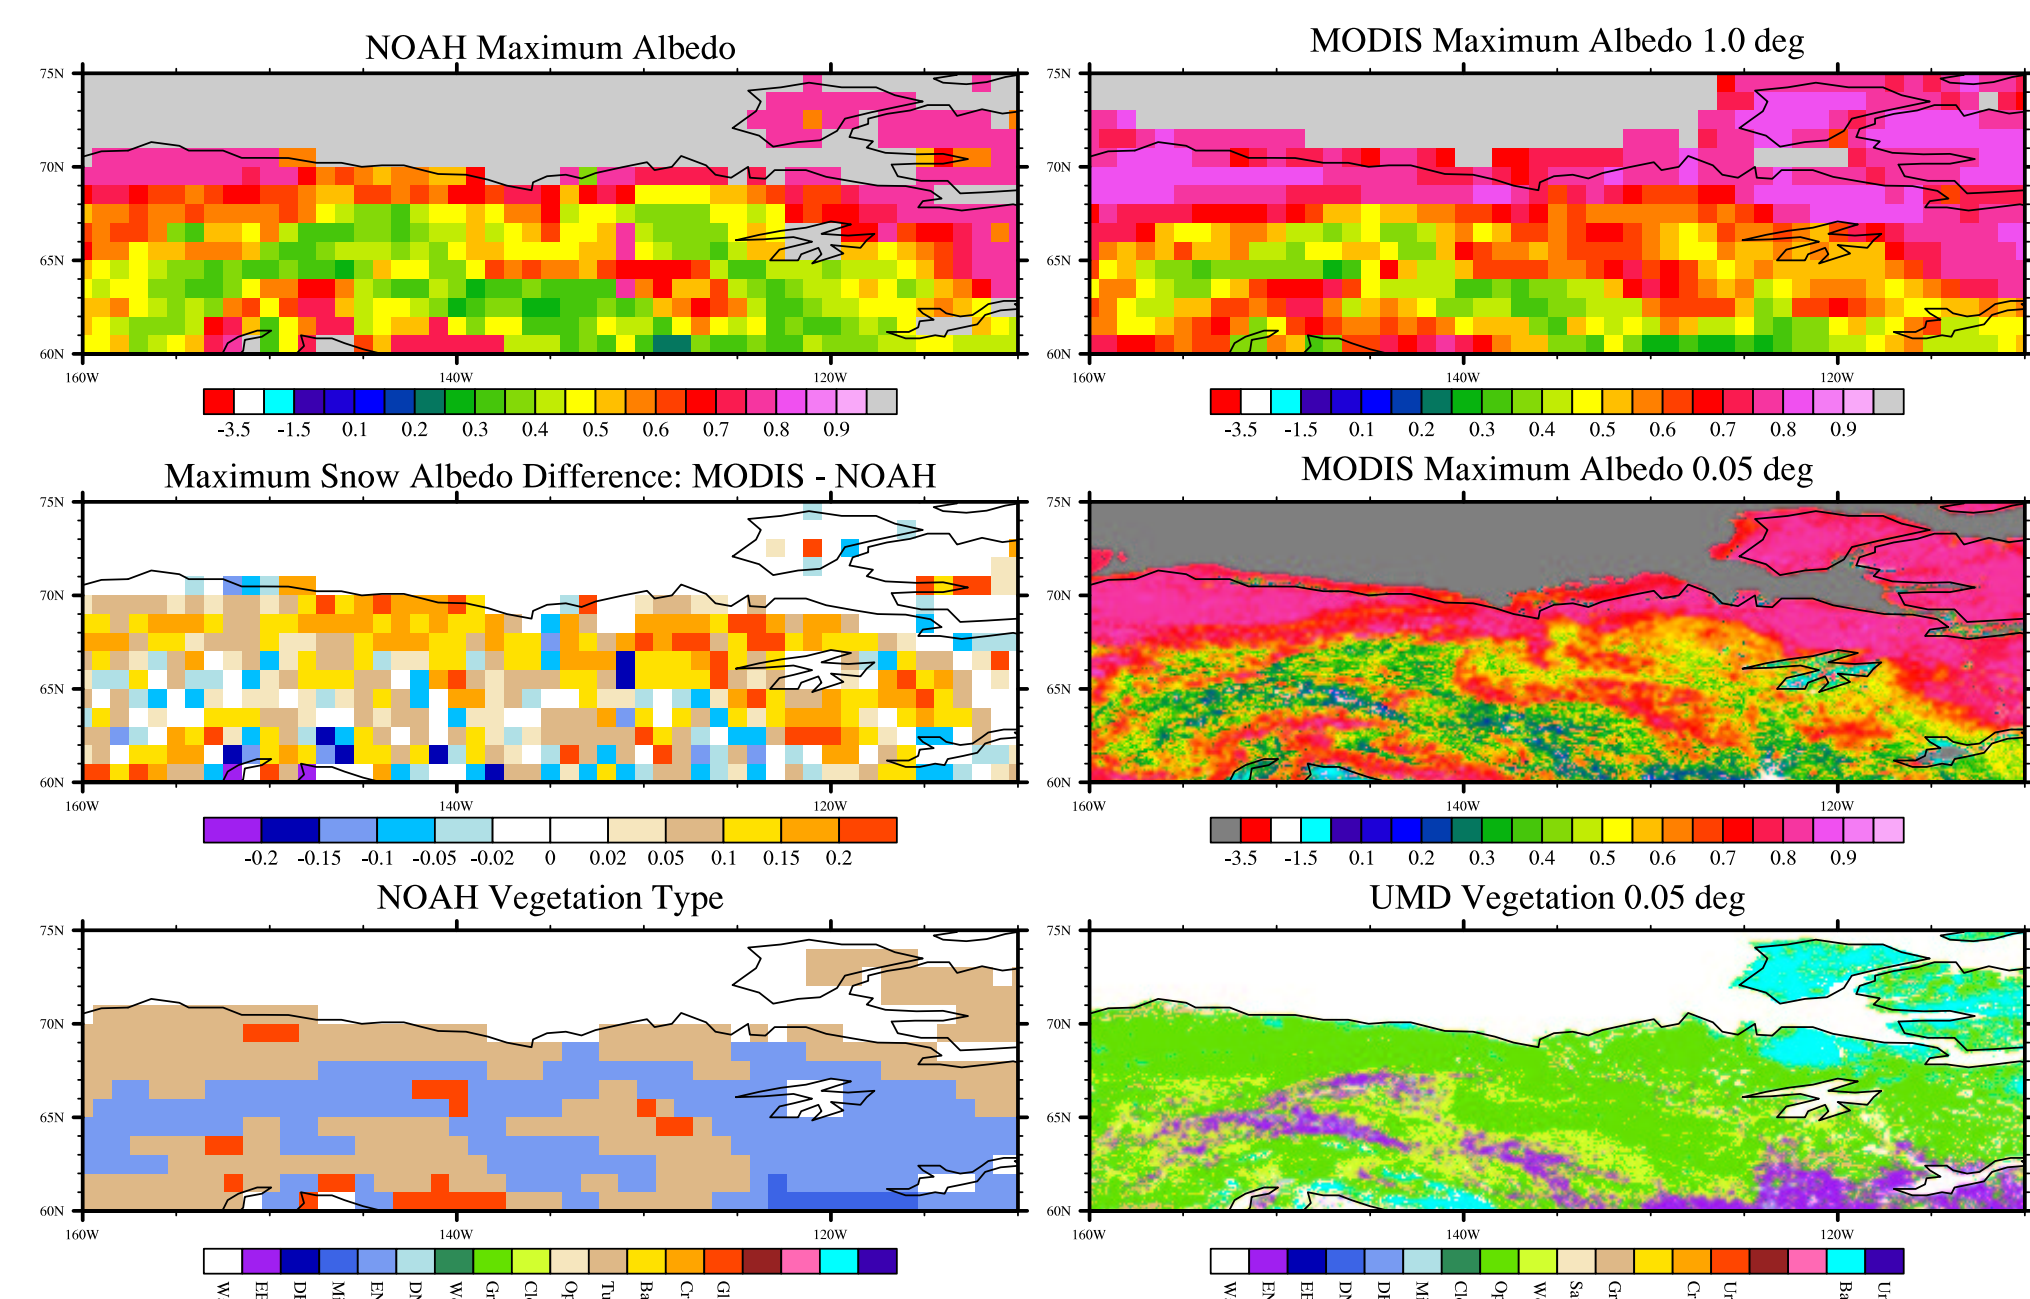 NOAH Maximum Albedo
75N
70N
65N
60N
160W 140W 120W
-3.5 -1.5 0.1 0.2 0.3 0.4 0.5 0.6 0.7 0.8 0.9
MODIS Maximum Albedo 1.0 deg
75N
70N
65N
60N
160W 140W 120W
-3.5 -1.5 0.1 0.2 0.3 0.4 0.5 0.6 0.7 0.8 0.9
Maximum Snow Albedo Difference: MODIS - NOAH
75N
70N
65N
60N
160W 140W 120W
-0.2 -0.15 -0.1 -0.05 -0.02 0 0.02 0.05 0.1 0.15 0.2
MODIS Maximum Albedo 0.05 deg
75N
70N
65N
60N
160W 140W 120W
-3.5 -1.5 0.1 0.2 0.3 0.4 0.5 0.6 0.7 0.8 0.9
NOAH Vegetation Type
75N
70N
65N
60N
160W 140W 120W
UMD Vegetation 0.05 deg
75N
70N
65N
60N
160W 140W 120W